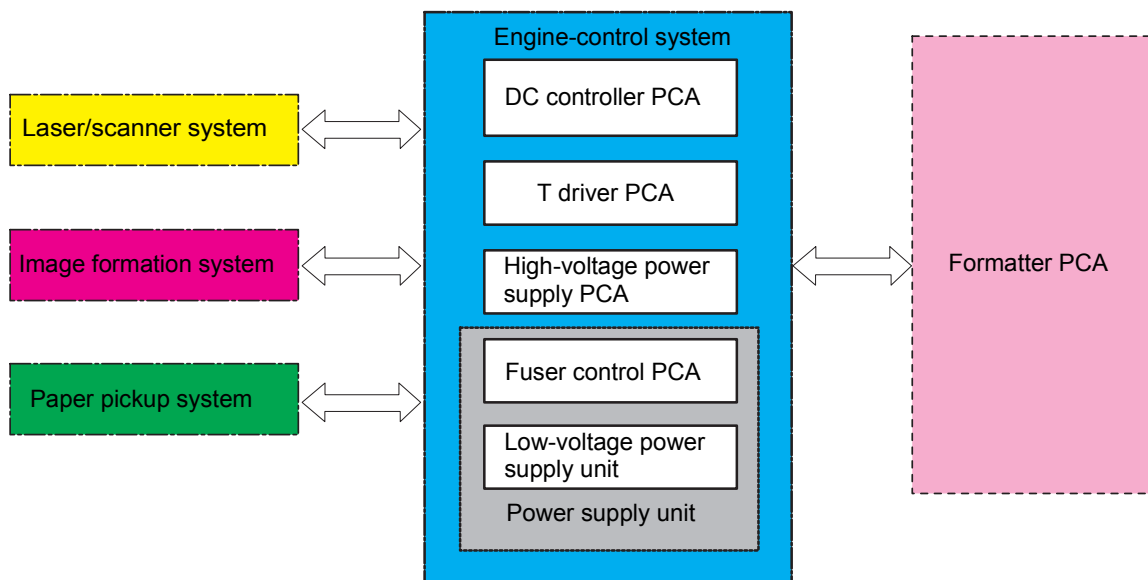 Engine-control system
DC controller PCA
T driver PCA
High-voltage power
supply PCA
Fuser control PCA
Low-voltage power
supply unit
Power supply unit
Laser/scanner system
Image formation system
Paper pickup system
Formatter PCA